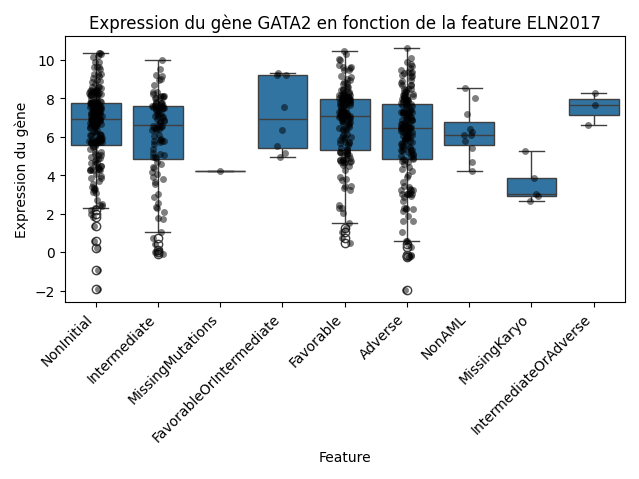 Expression du gène GATA2 en fonction de la feature ELN2017
Expression du gène
10
8
6
4
2
0
−2
NonInitial
Intermediate
MissingMutations
FavorableOrIntermediate
Favorable
Adverse
NonAML
MissingKaryo
IntermediateOrAdverse
Feature